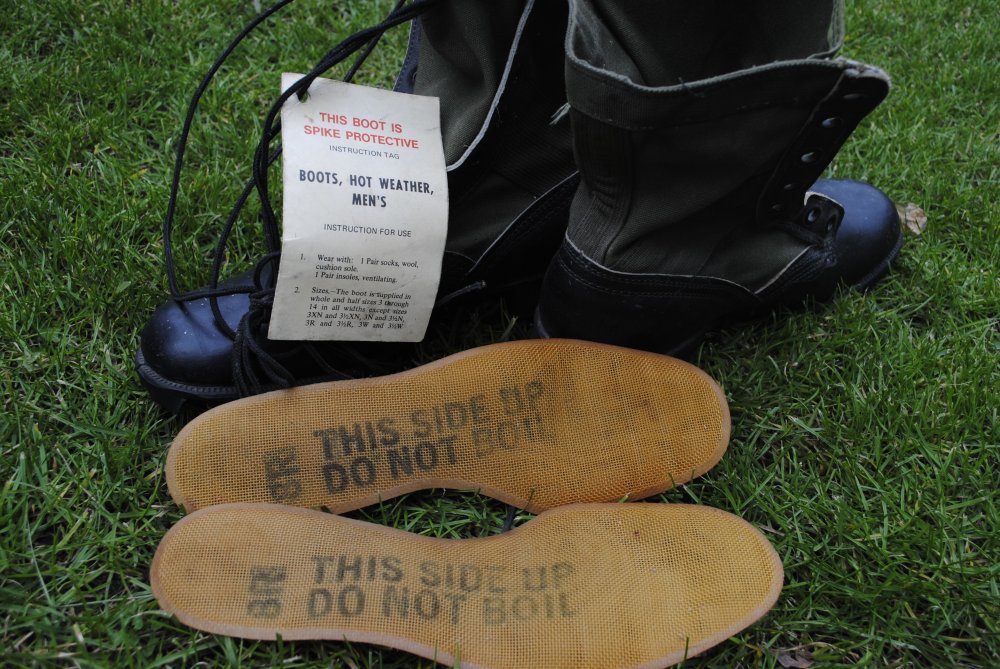 THIS BOOT IS
SPIKE PROTECTIVE
INSTRUCTION TAG
BOOTS, HOT WEATHER,
MEN'S
INSTRUCTION FOR USE
1. Wear with: 1 Pair socks, wool,
cushion sole.
1 Pair insoles, ventilating.
2. Sizes.—The boot is supplied in
whole and half sizes 3 through
14 in all widths except sizes
3XN and 3½XN, 3N and 3½N,
3R and 3½R, 3W and 3½W
THIS SIDE UP
DO NOT BOIL
THIS SIDE UP
DO NOT BOIL